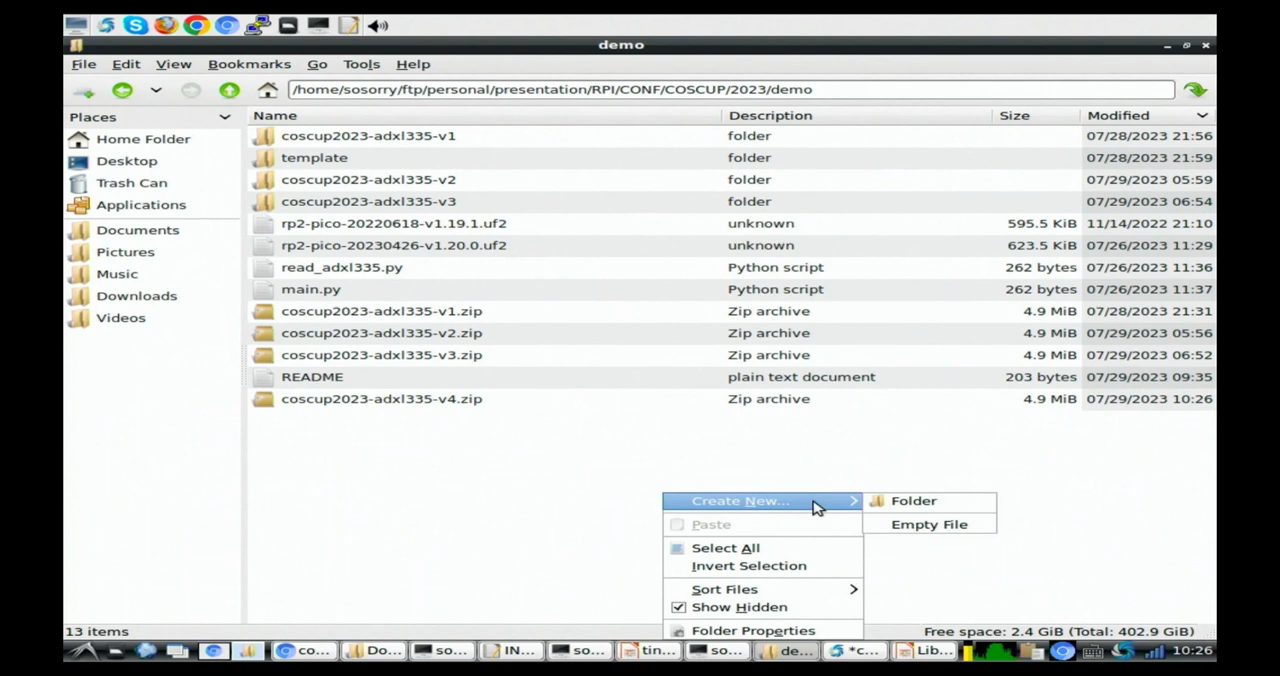 demo
File Edit View Bookmarks Go Tools Help
/home/sosorry/ftp/personal/presentation/RPI/CONF/COSCUP/2023/demo
Places
Home Folder
Desktop
Trash Can
Applications
Documents
Pictures
Music
Downloads
Videos
Name Description Size Modified
coscup2023-adxl335-v1 folder 07/28/2023 21:56
template folder 07/28/2023 21:59
coscup2023-adxl335-v2 folder 07/29/2023 05:59
coscup2023-adxl335-v3 folder 07/29/2023 06:54
rp2-pico-20220618-v1.19.1.uf2 unknown 595.5 KiB 11/14/2022 21:10
rp2-pico-20230426-v1.20.0.uf2 unknown 623.5 KiB 07/26/2023 11:29
read_adxl335.py Python script 262 bytes 07/26/2023 11:36
main.py Python script 262 bytes 07/26/2023 11:37
coscup2023-adxl335-v1.zip Zip archive 4.9 MiB 07/28/2023 21:31
coscup2023-adxl335-v2.zip Zip archive 4.9 MiB 07/29/2023 05:56
coscup2023-adxl335-v3.zip Zip archive 4.9 MiB 07/29/2023 06:52
README plain text document 203 bytes 07/29/2023 09:35
coscup2023-adxl335-v4.zip Zip archive 4.9 MiB 07/29/2023 10:26
Create New...
Paste
Select All
Invert Selection
Sort Files
Show Hidden
Folder Properties
Folder
Empty File
13 items
Free space: 2.4 GiB (Total: 402.9 GiB)
co... Do... so... IN... so... tin... so... de... *c... Lib... 10:26